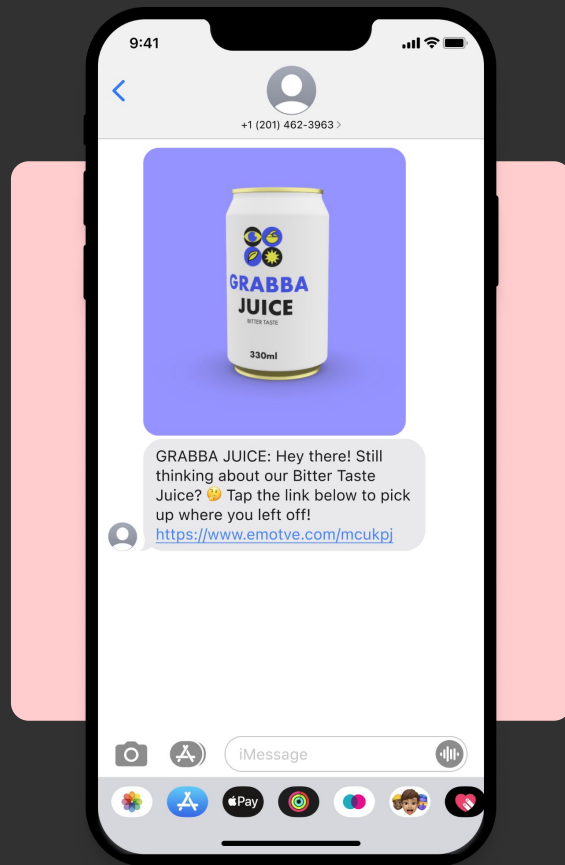 9:41
+1 (201) 462-3963 >
GRABBA
JUICE
BITTER TASTE
330ml
GRABBA JUICE: Hey there! Still
thinking about our Bitter Taste
Juice? 🤔 Tap the link below to pick
up where you left off!
https://www.emotve.com/mcukpj
iMessage
Pay